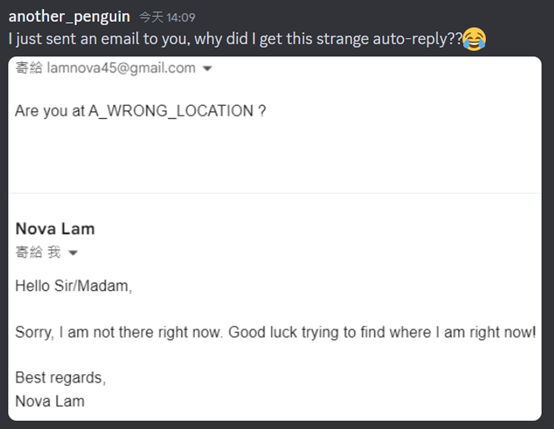 another_penguin 今天 14:09
I just sent an email to you, why did I get this strange auto-reply??😂
寄給 lamnova45@gmail.com
Are you at A_WRONG_LOCATION ?
Nova Lam
寄給 我
Hello Sir/Madam,
Sorry, I am not there right now. Good luck trying to find where I am right now!
Best regards,
Nova Lam